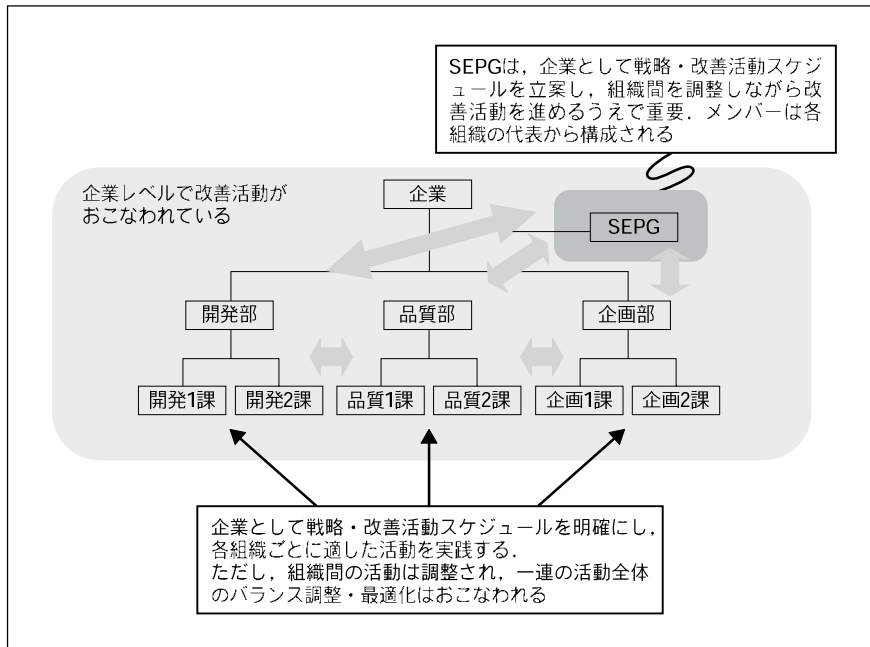 SEPGは，企業として戦略・改善活動スケジ
ュールを立案し，組織間を調整しながら改
善活動を進めるうえで重要．メンバーは各
組織の代表から構成される
企業レベルで改善活動が
おこなわれている
企業
SEPG
開発部
品質部
企画部
開発1課
開発2課
品質1課
品質2課
企画1課
企画2課
企業として戦略・改善活動スケジュールを明確にし，
各組織ごとに適した活動を実践する．
ただし，組織間の活動は調整され，一連の活動全体
のバランス調整・最適化はおこなわれる